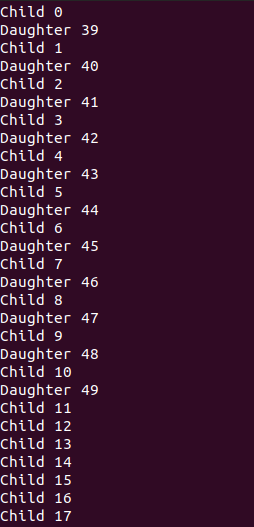 Child 0
Daughter 39
Child 1
Daughter 40
Child 2
Daughter 41
Child 3
Daughter 42
Child 4
Daughter 43
Child 5
Daughter 44
Child 6
Daughter 45
Child 7
Daughter 46
Child 8
Daughter 47
Child 9
Daughter 48
Child 10
Daughter 49
Child 11
Child 12
Child 13
Child 14
Child 15
Child 16
Child 17